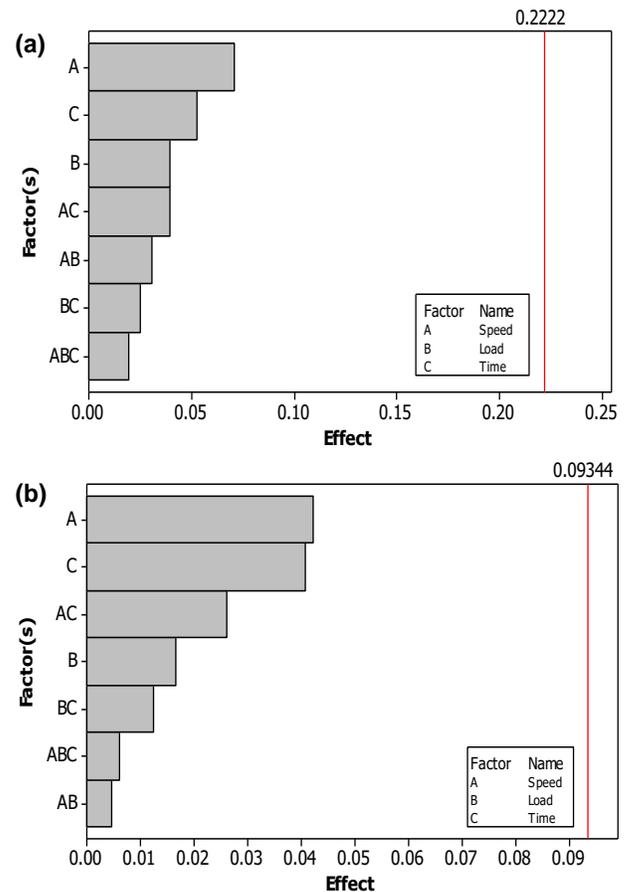 (a)
0.2222
Factor(s)
A
C
B
AC
AB
BC
ABC
Factor Name
A Speed
B Load
C Time
0.00 0.05 0.10 0.15 0.20 0.25
Effect
(b)
0.09344
Factor(s)
A
C
AC
B
BC
ABC
AB
Factor Name
A Speed
B Load
C Time
0.00 0.01 0.02 0.03 0.04 0.05 0.06 0.07 0.08 0.09
Effect